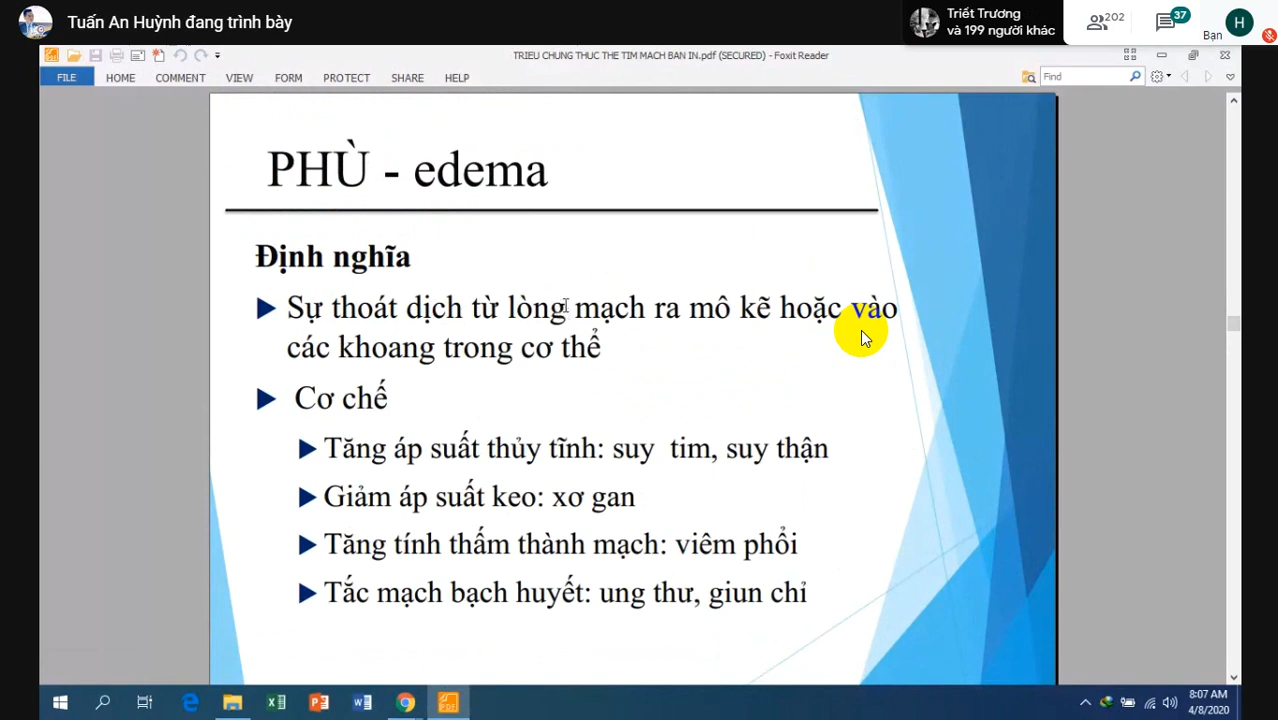 Tuấn An Huỳnh đang trình bày
Triết Trương
và 199 người khác
202
37
H
Bạn
TRIEU CHUNG THUC THE TIM MACH BAN IN.pdf (SECURED) - Foxit Reader
FILE HOME COMMENT VIEW FORM PROTECT SHARE HELP
Find
PHÙ - edema
Định nghĩa
Sự thoát dịch từ lòng mạch ra mô kẽ hoặc vào
các khoang trong cơ thể
Cơ chế
Tăng áp suất thủy tĩnh: suy tim, suy thận
Giảm áp suất keo: xơ gan
Tăng tính thấm thành mạch: viêm phổi
Tắc mạch bạch huyết: ung thư, giun chỉ
8:07 AM
4/8/2020